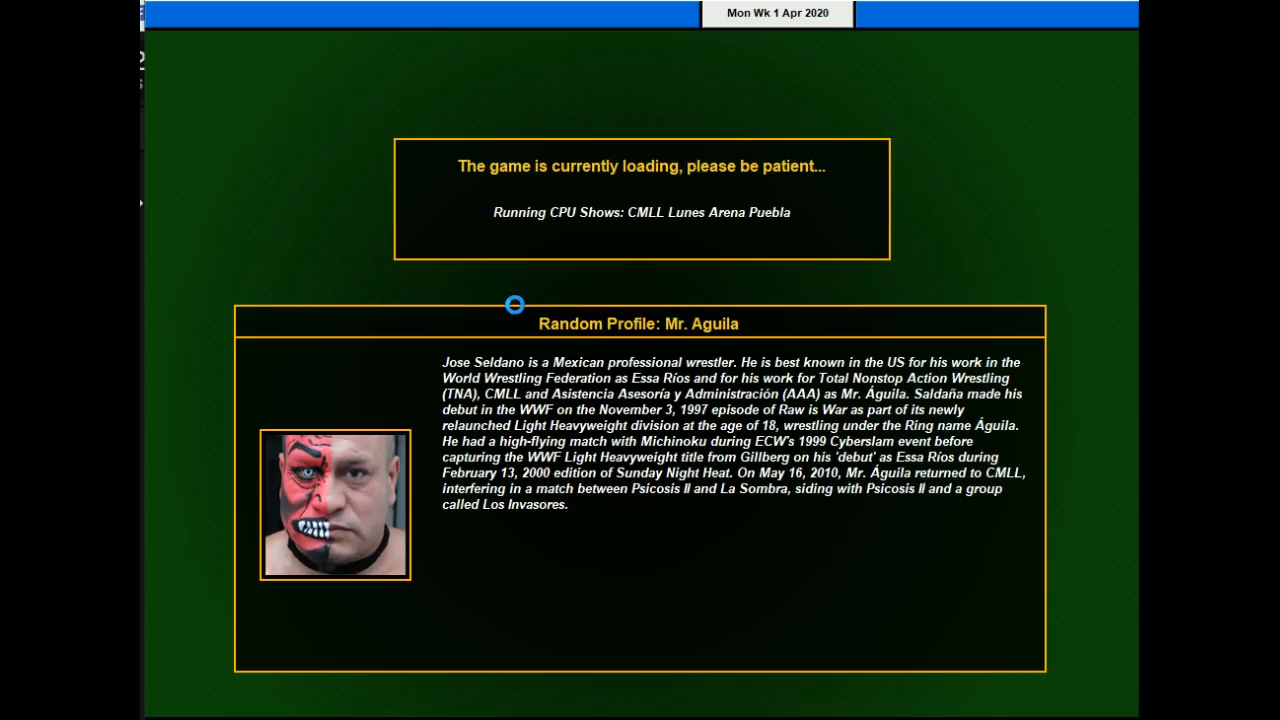 Mon Wk 1 Apr 2020
The game is currently loading, please be patient...
Running CPU Shows: CMLL Lunes Arena Puebla
Random Profile: Mr. Aguila
Jose Seldano is a Mexican professional wrestler. He is best known in the US for his work in the
World Wrestling Federation as Essa Ríos and for his work for Total Nonstop Action Wrestling
(TNA), CMLL and Asistencia Asesoría y Administración (AAA) as Mr. Águila. Saldaña made his
debut in the WWF on the November 3, 1997 episode of Raw is War as part of its newly
relaunched Light Heavyweight division at the age of 18, wrestling under the Ring name Águila.
He had a high-flying match with Michinoku during ECW's 1999 Cyberslam event before
capturing the WWF Light Heavyweight title from Gillberg on his 'debut' as Essa Ríos during
February 13, 2000 edition of Sunday Night Heat. On May 16, 2010, Mr. Águila returned to CMLL,
interfering in a match between Psicosis II and La Sombra, siding with Psicosis II and a group
called Los Invasores.